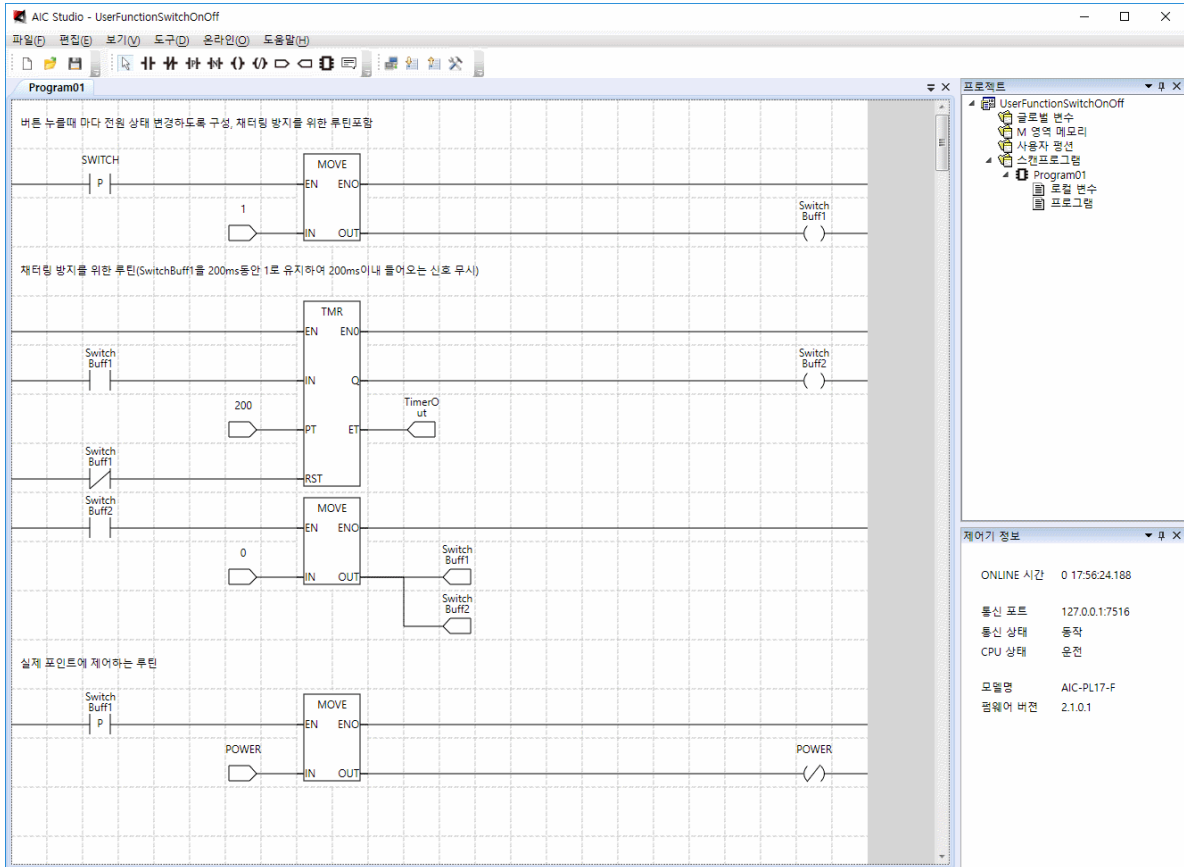 AIC Studio - UserFunctionSwitchOnOff
파일(F) 편집(E) 보기(V) 도구(D) 온라인(O) 도움말(H)
Program01
버튼 누를때 마다 전원 상태 변경하도록 구성, 채터링 방지를 위한 루틴포함
SWITCH
P
MOVE
EN ENO
1
IN OUT
Switch
Buff1
채터링 방지를 위한 루틴(SwitchBuff1을 200ms동안 1로 유지하여 200ms이내 들어오는 신호 무시)
TMR
EN EN0
Switch
Buff1
IN Q
Switch
Buff2
200
PT ET
TimerO
ut
Switch
Buff1
RST
Switch
Buff2
MOVE
EN ENO
0
IN OUT
Switch
Buff1
Switch
Buff2
실제 포인트에 제어하는 루틴
Switch
Buff1
P
MOVE
EN ENO
POWER
IN OUT
POWER
프로젝트
UserFunctionSwitchOnOff
글로벌 변수
M 영역 메모리
사용자 펑션
스캔프로그램
Program01
로컬 변수
프로그램
제어기 정보
ONLINE 시간 0 17:56:24.188
통신 포트 127.0.0.1:7516
통신 상태 동작
CPU 상태 운전
모델명 AIC-PL17-F
펌웨어 버젼 2.1.0.1